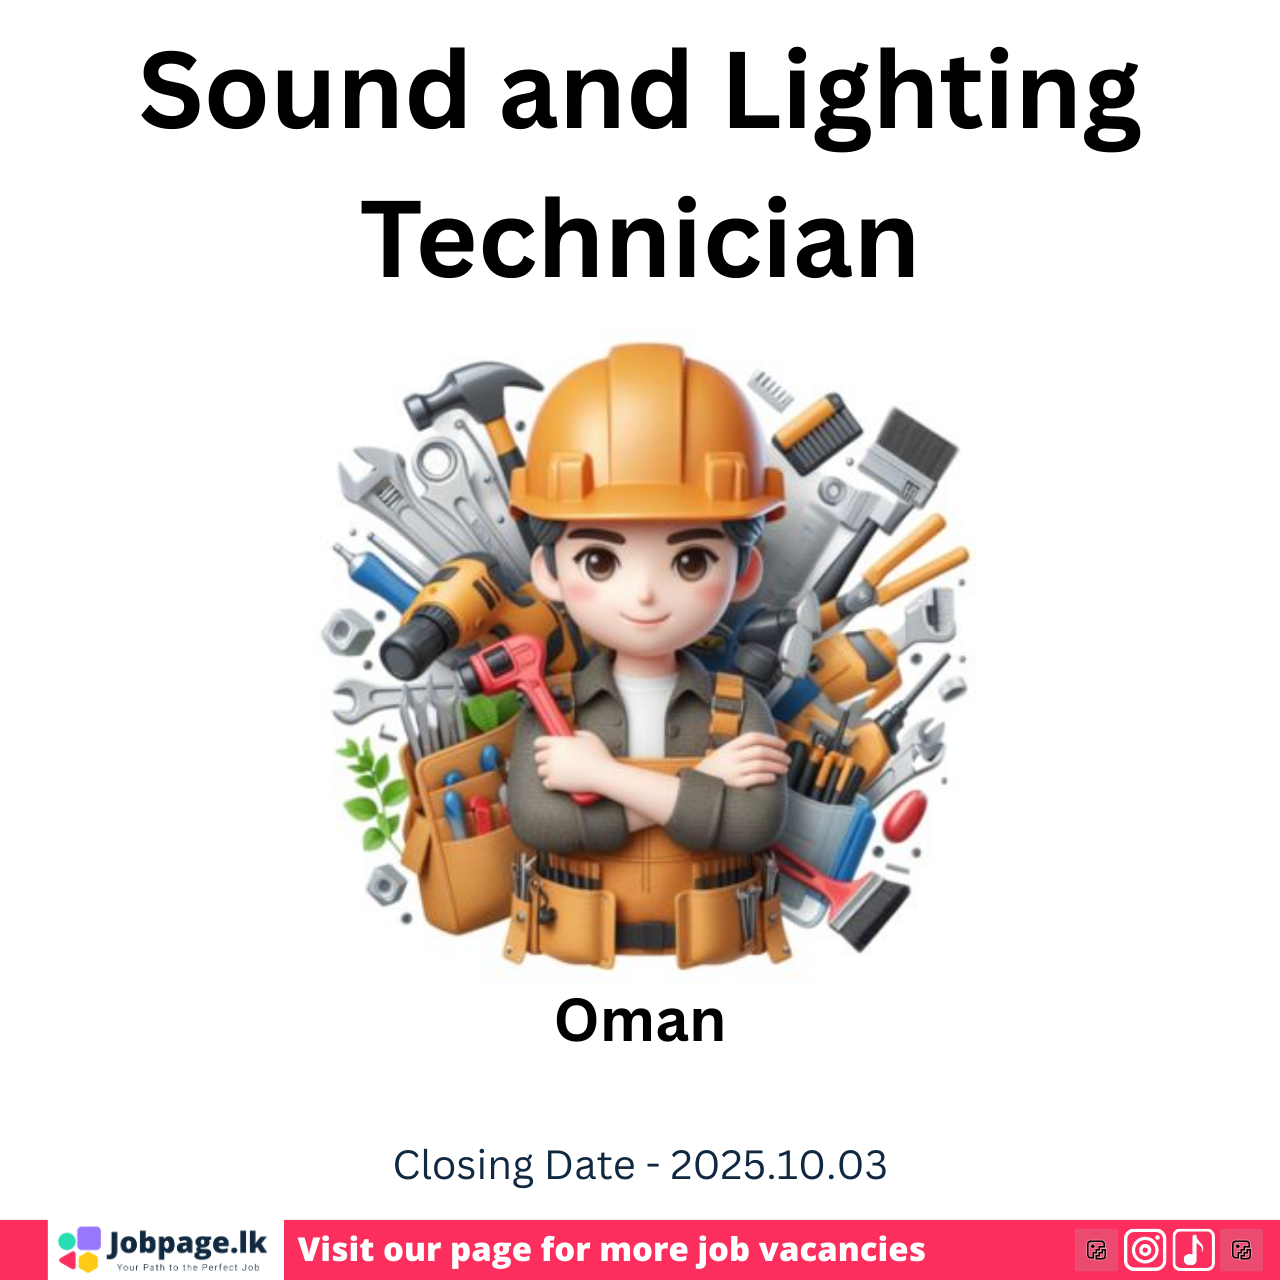 Sound and Lighting
Technician
Oman
Closing Date - 2025.10.03
Jobpage.lk
Your Path to the Perfect Job
Visit our page for more job vacancies